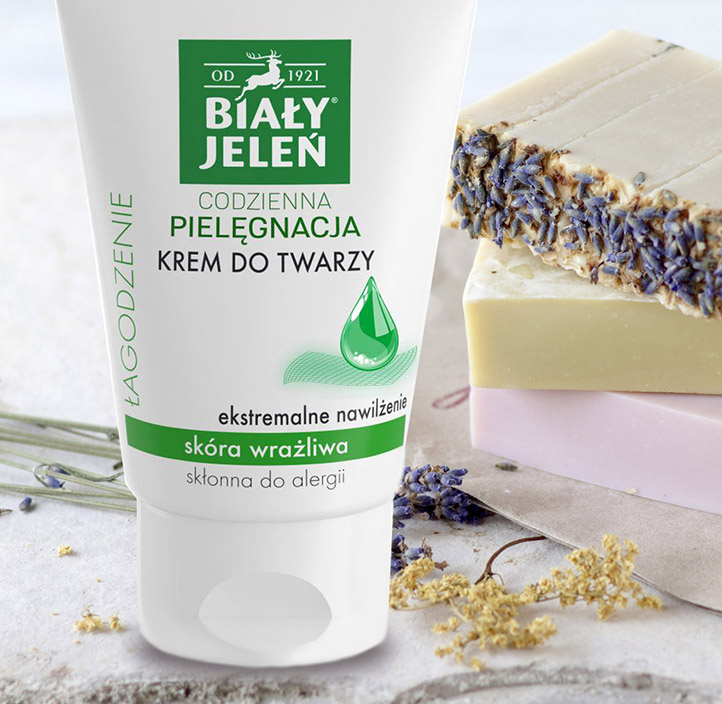 OD 1921
BIAŁY®
JELEŃ
CODZIENNA
PIELĘGNACJA
KREM DO TWARZY
ŁAGODZENIE
ekstremalne nawilżenie
skóra wrażliwa
skłonna do alergii